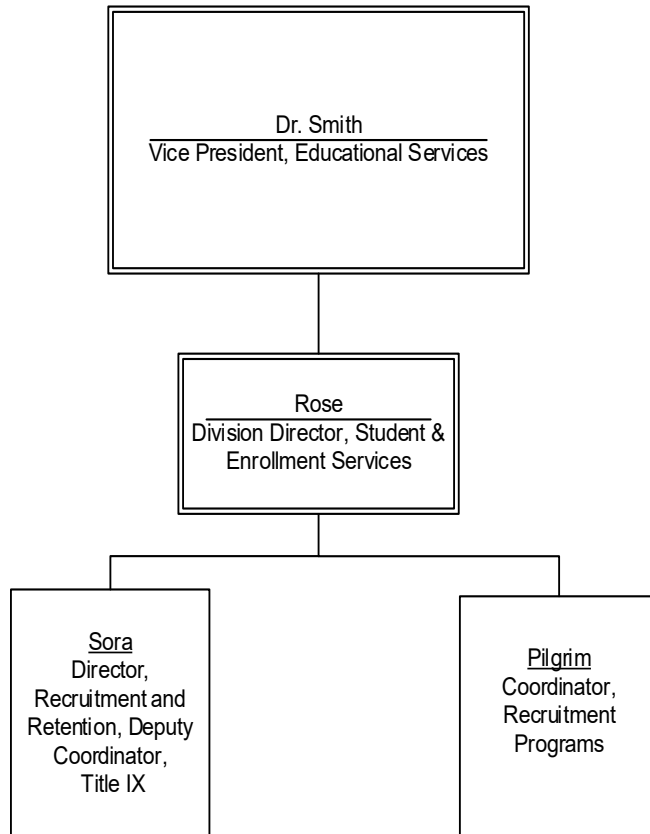 Dr. Smith
Vice President, Educational Services
Rose
Division Director, Student &
Enrollment Services
Sora
Director,
Recruitment and
Retention, Deputy
Coordinator,
Title IX
Pilgrim
Coordinator,
Recruitment
Programs